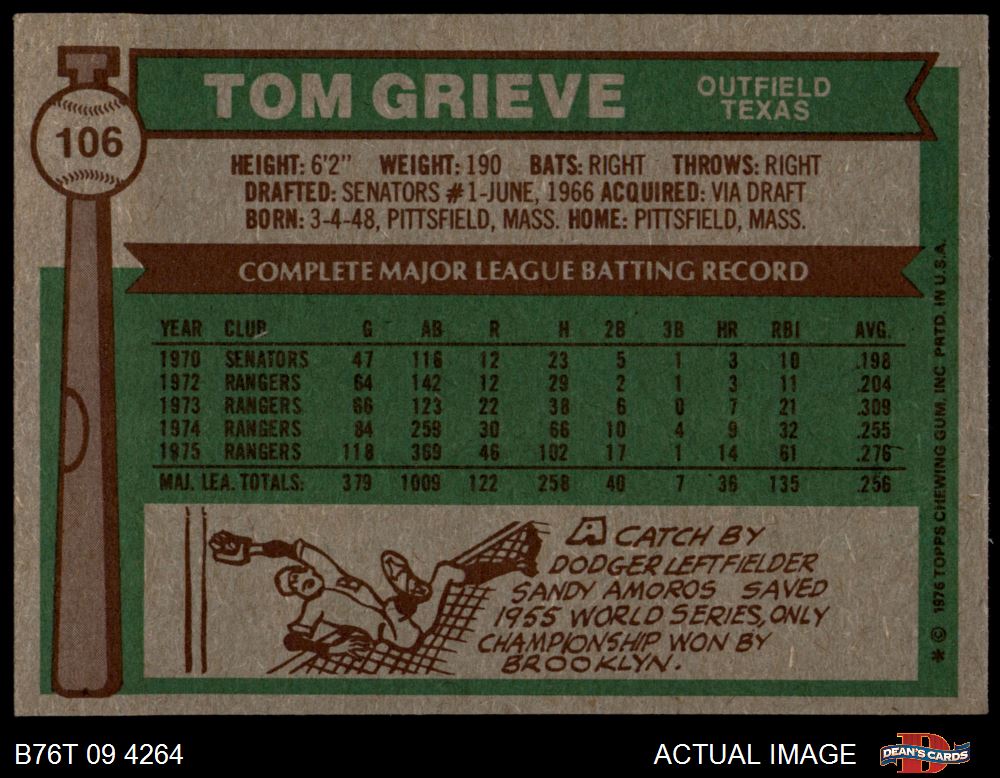 106
TOM GRIEVE
OUTFIELD
TEXAS
HEIGHT: 6'2" WEIGHT: 190 BATS: RIGHT THROWS: RIGHT
DRAFTED: SENATORS #1-JUNE, 1966 ACQUIRED: VIA DRAFT
BORN: 3-4-48, PITTSFIELD, MASS. HOME: PITTSFIELD, MASS.
COMPLETE MAJOR LEAGUE BATTING RECORD
YEAR CLUB G AB R H 2B 3B HR RBI AVG.
1970 SENATORS 47 116 12 23 5 1 3 10 .198
1972 RANGERS 64 142 12 29 2 1 3 11 .204
1973 RANGERS 66 123 22 38 6 0 7 21 .309
1974 RANGERS 84 259 30 66 10 4 9 32 .255
1975 RANGERS 118 369 46 102 17 1 14 61 .276
MAJ. LEA. TOTALS. 379 1009 122 258 40 7 36 135 .256
A CATCH BY
DODGER LEFTFIELDER
SANDY AMOROS SAVED
1955 WORLD SERIES, ONLY
CHAMPIONSHIP WON BY
BROOKLYN.
* © 1976 TOPPS CHEWING GUM, INC PRTD. IN U.S.A.
B76T 09 4264
ACTUAL IMAGE
DEAN'S CARDS